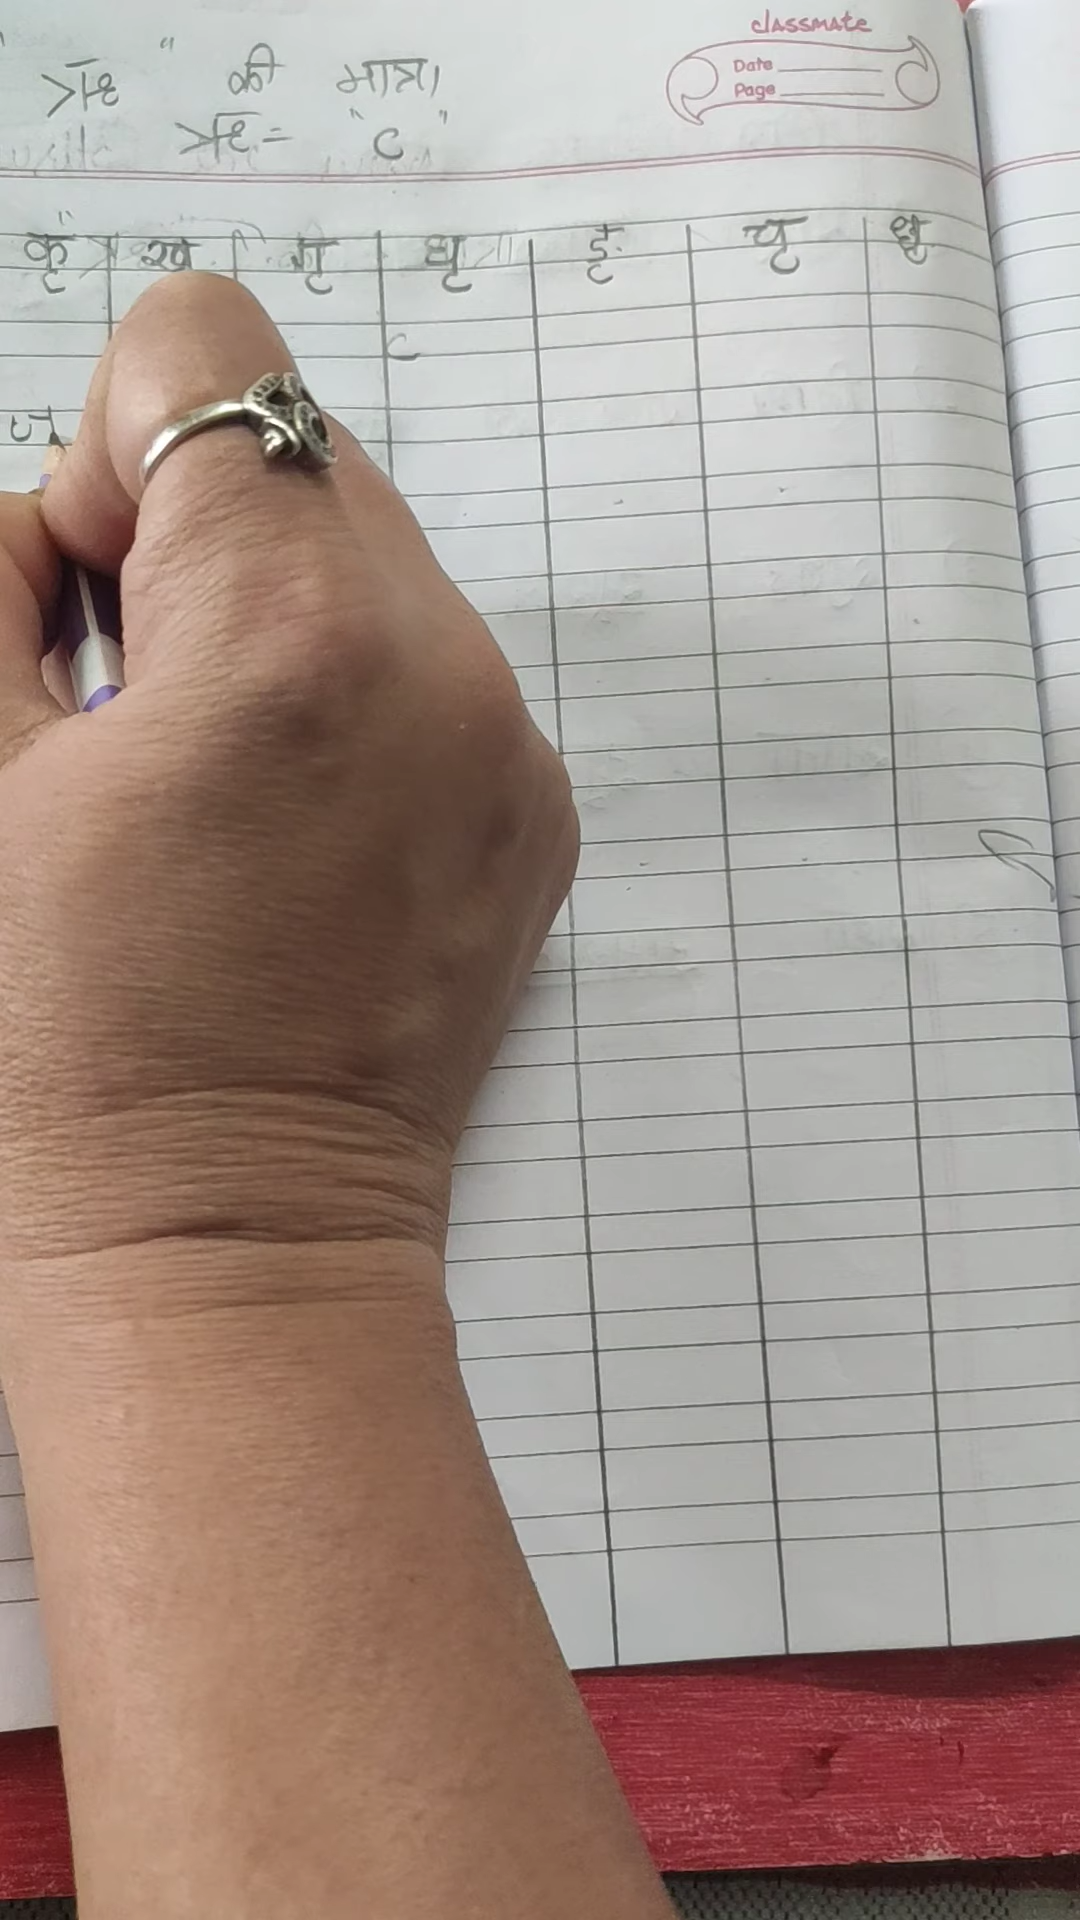 classmate
Date
Page
" ऋ " की मात्रा
ऋ = " ृ "
कृ खृ गृ घृ ङृ चृ छृ
ज